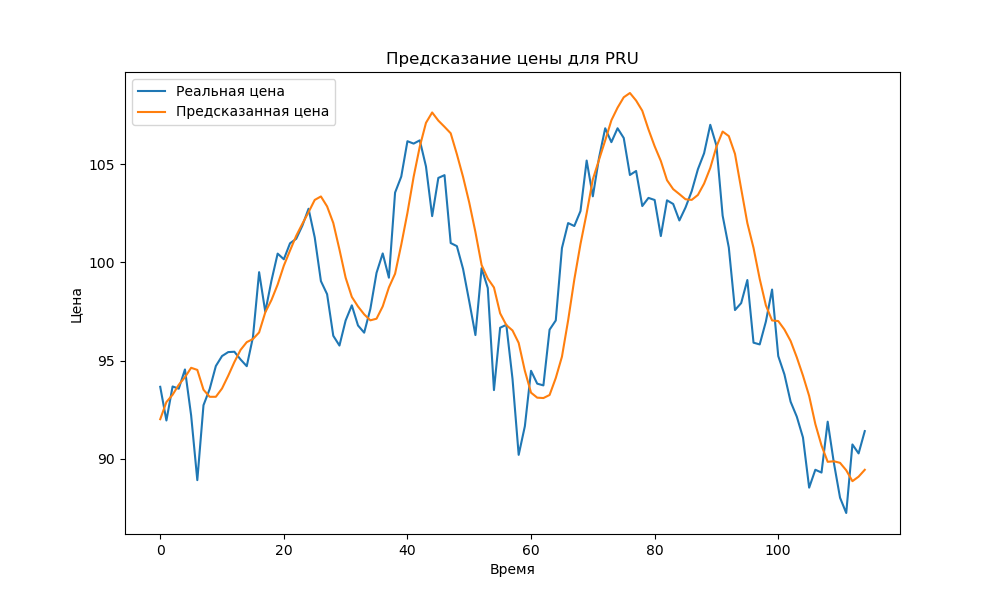 Предсказание цены для PRU
Реальная цена
Предсказанная цена
Цена
105
100
95
90
0 20 40 60 80 100
Время